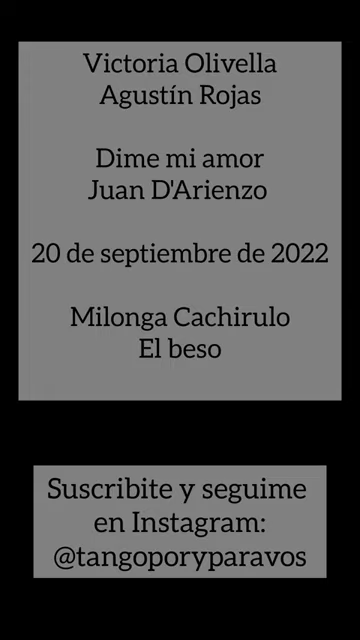 Victoria Olivella
Agustín Rojas
Dime mi amor
Juan D'Arienzo
20 de septiembre de 2022
Milonga Cachirulo
El beso
Suscribite y seguime
en Instagram:
@tangoporyparavos